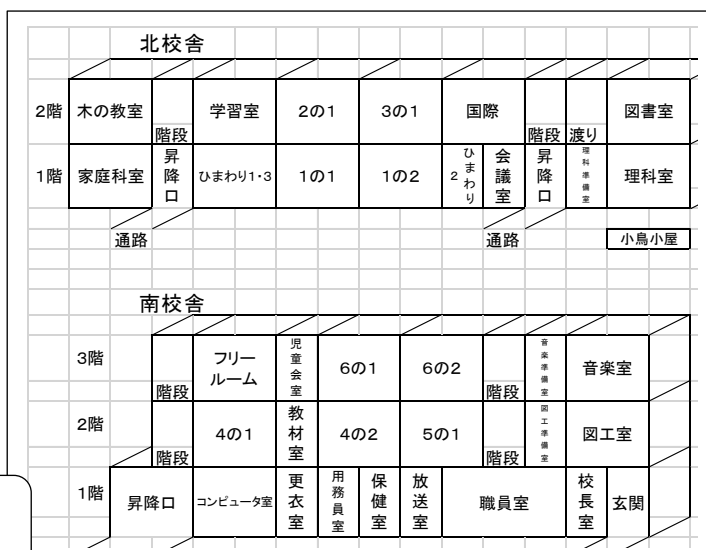 北校舎
2階 木の教室 階段 学習室 2の1 3の1 国際 階段 渡り 図書室
1階 家庭科室 昇降口 ひまわり1・3 1の1 1の2 ひまわり2 会議室 昇降口 理科準備室 理科室
通路 通路 小鳥小屋
南校舎
3階 階段 フリールーム 児童会室 6の1 6の2 階段 音楽準備室 音楽室
2階 階段 4の1 教材室 4の2 5の1 階段 図工準備室 図工室
1階 昇降口 コンピュータ室 更衣室 用務員室 保健室 放送室 職員室 校長室 玄関